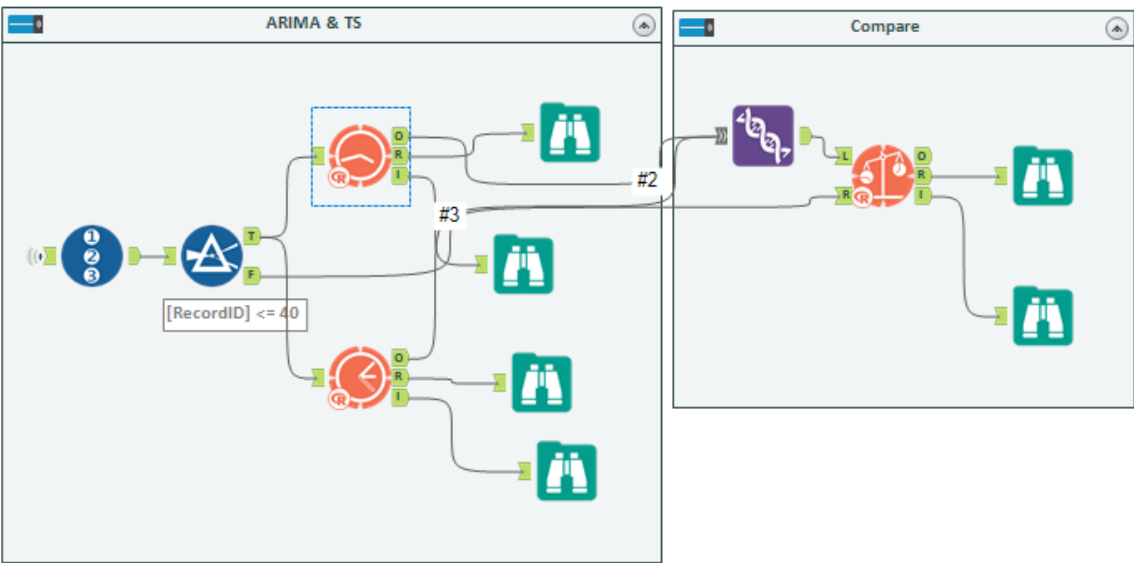 ARIMA & TS
Compare
O
R
I
#2
L
O
R
R
I
#3
1
2
3
T
F
[RecordID] <= 40
R
O
R
I
R
R